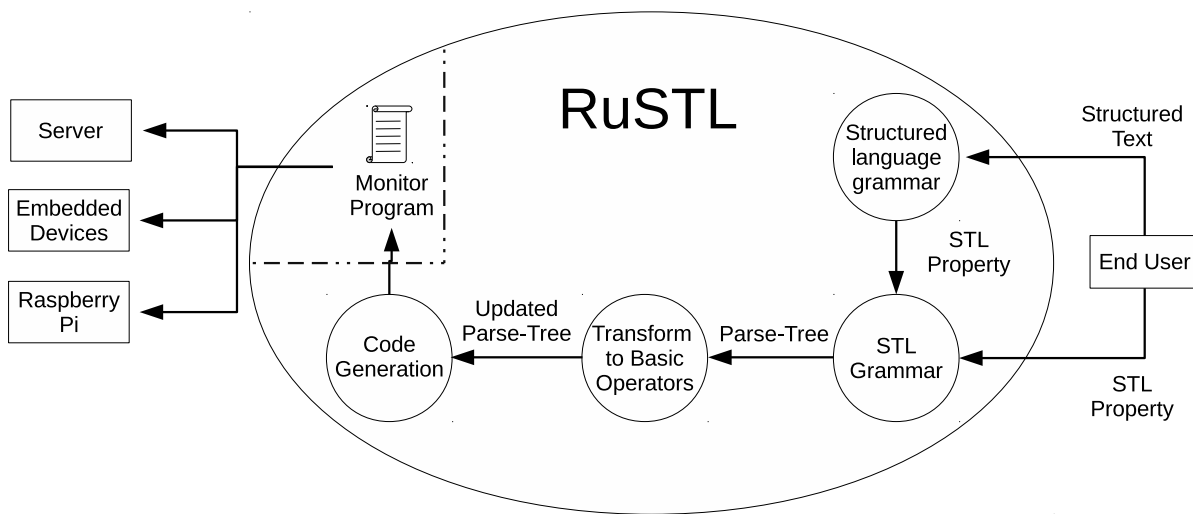 RuSTL
Server
Embedded
Devices
Raspberry
Pi
Monitor
Program
Structured
language
grammar
Structured
Text
STL
Property
End User
Code
Generation
Updated
Parse-Tree
Transform
to Basic
Operators
Parse-Tree
STL
Grammar
STL
Property